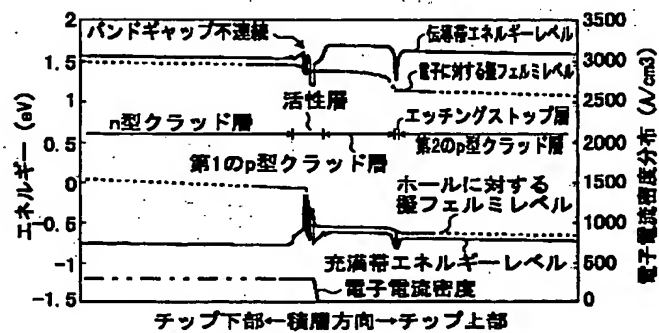 2
1.5
1
0.5
0
-0.5
-1
-1.5
エネルギー (eV)
3500
3000
2500
2000
1500
1000
500
0
電子電流密度分布 (A/cm3)
バンドギャップ不連続
伝導帯エネルギーレベル
電子に対する擬フェルミレベル
活性層
エッチングストップ層
n型クラッド層
第2のp型クラッド層
第1のp型クラッド層
ホールに対する
擬フェルミレベル
充満帯エネルギーレベル
電子電流密度
チップ下部←積層方向→チップ上部